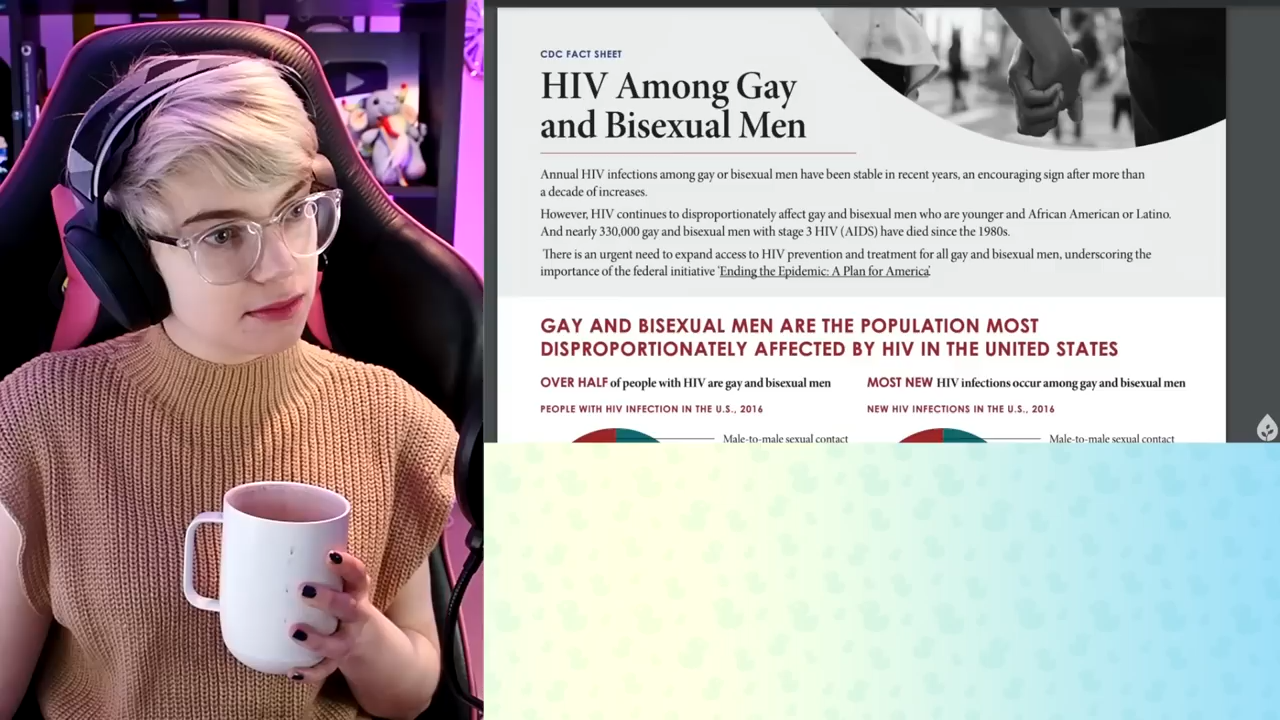 CDC FACT SHEET
HIV Among Gay
and Bisexual Men
Annual HIV infections among gay or bisexual men have been stable in recent years, an encouraging sign after more than
a decade of increases.
However, HIV continues to disproportionately affect gay and bisexual men who are younger and African American or Latino.
And nearly 330,000 gay and bisexual men with stage 3 HIV (AIDS) have died since the 1980s.
There is an urgent need to expand access to HIV prevention and treatment for all gay and bisexual men, underscoring the
importance of the federal initiative 'Ending the Epidemic: A Plan for America'.
GAY AND BISEXUAL MEN ARE THE POPULATION MOST
DISPROPORTIONATELY AFFECTED BY HIV IN THE UNITED STATES
OVER HALF of people with HIV are gay and bisexual men
PEOPLE WITH HIV INFECTION IN THE U.S., 2016
Male-to-male sexual contact
MOST NEW HIV infections occur among gay and bisexual men
NEW HIV INFECTIONS IN THE U.S., 2016
Male-to-male sexual contact